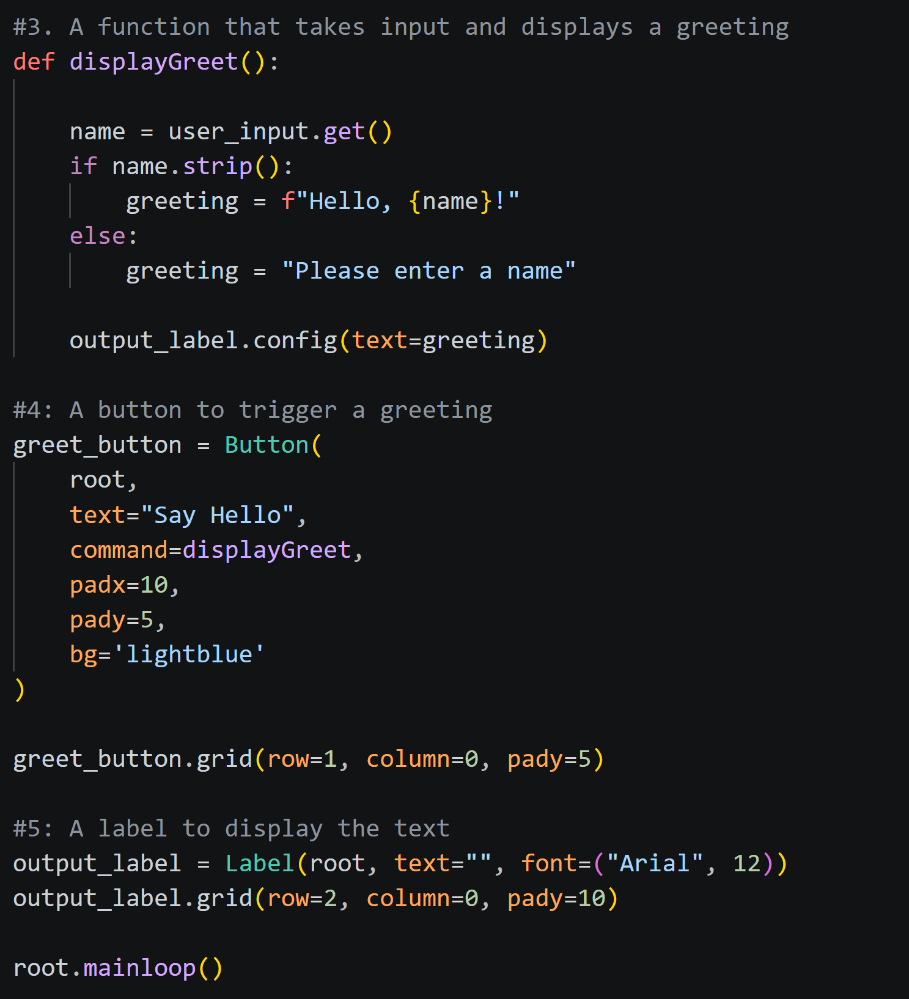 #3. A function that takes input and displays a greeting
def displayGreet():
    name = user_input.get()
    if name.strip():
        greeting = f"Hello, {name}!"
    else:
        greeting = "Please enter a name"
    output_label.config(text=greeting)
#4: A button to trigger a greeting
greet_button = Button(
    root,
    text="Say Hello",
    command=displayGreet,
    padx=10,
    pady=5,
    bg='lightblue'
)
greet_button.grid(row=1, column=0, pady=5)
#5: A label to display the text
output_label = Label(root, text="", font=("Arial", 12))
output_label.grid(row=2, column=0, pady=10)
root.mainloop()